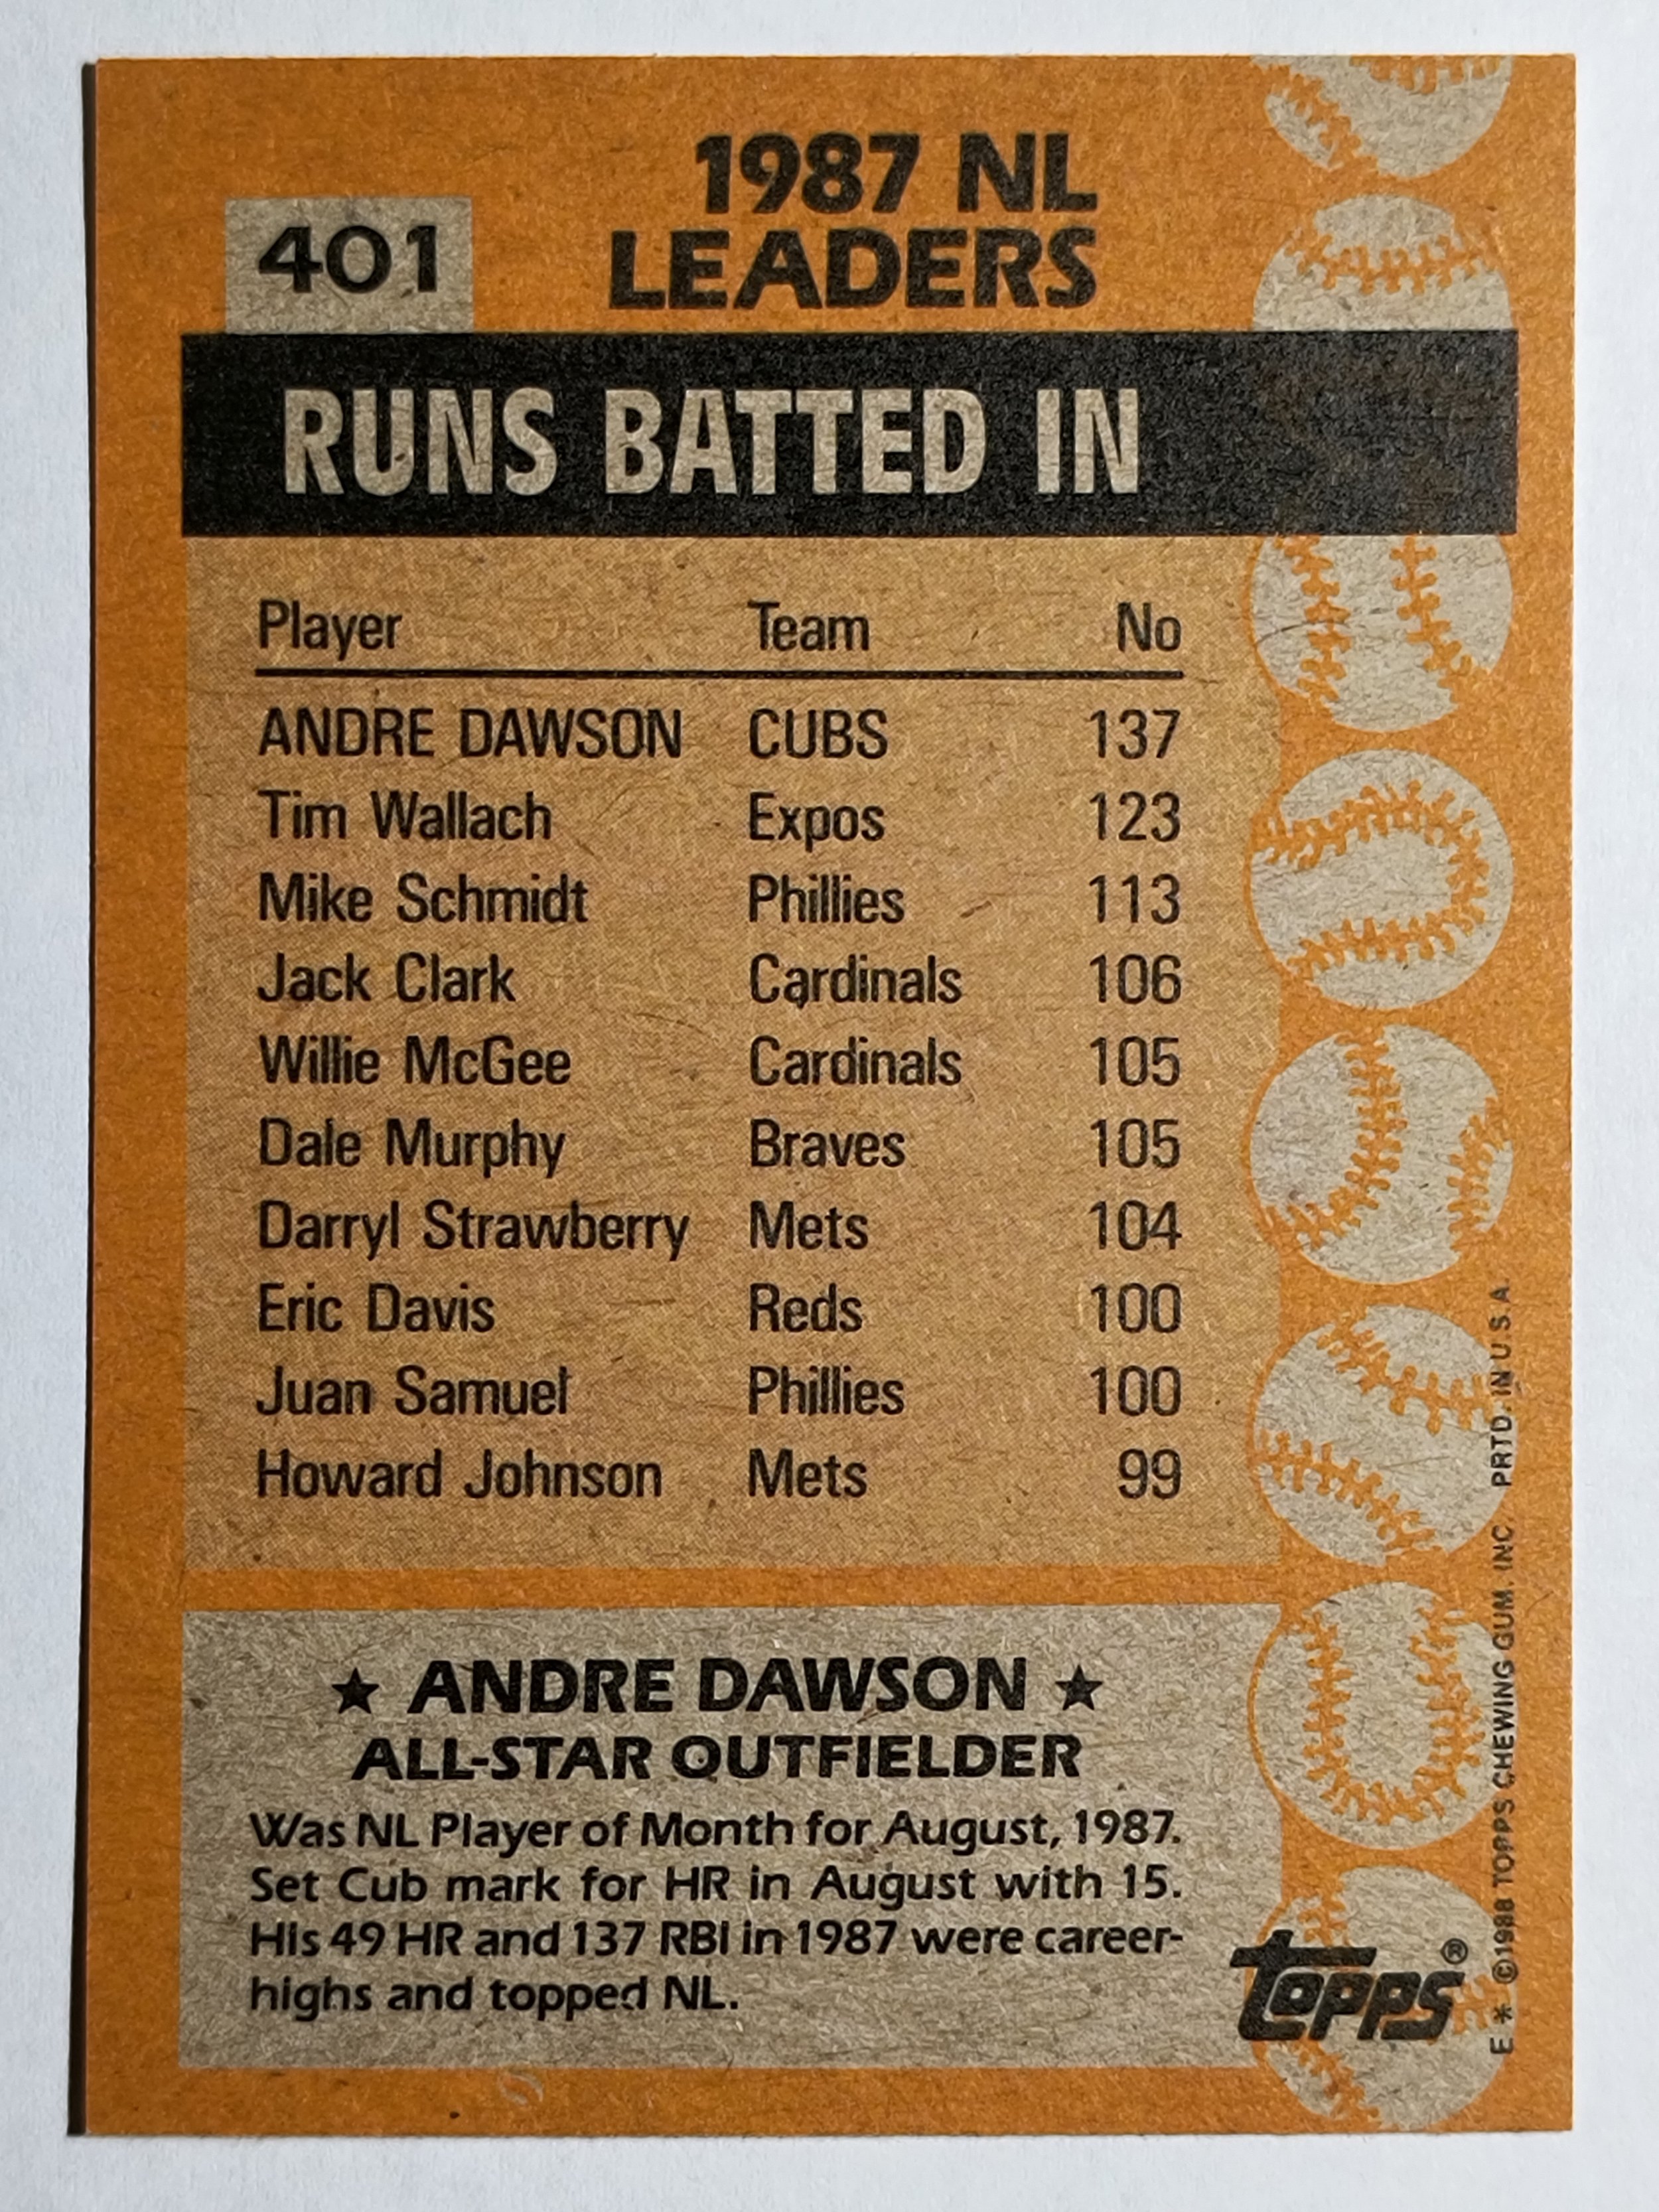 1987 NL
LEADERS
401
RUNS BATTED IN
Player Team No
ANDRE DAWSON CUBS 137
Tim Wallach Expos 123
Mike Schmidt Phillies 113
Jack Clark Cardinals 106
Willie McGee Cardinals 105
Dale Murphy Braves 105
Darryl Strawberry Mets 104
Eric Davis Reds 100
Juan Samuel Phillies 100
Howard Johnson Mets 99
★ ANDRE DAWSON ★
ALL-STAR OUTFIELDER
Was NL Player of Month for August, 1987.
Set Cub mark for HR in August with 15.
His 49 HR and 137 RBI in 1987 were career-
highs and topped NL.
topps®
E * ©1988 TOPPS CHEWING GUM, INC. PRTD. IN U.S.A.